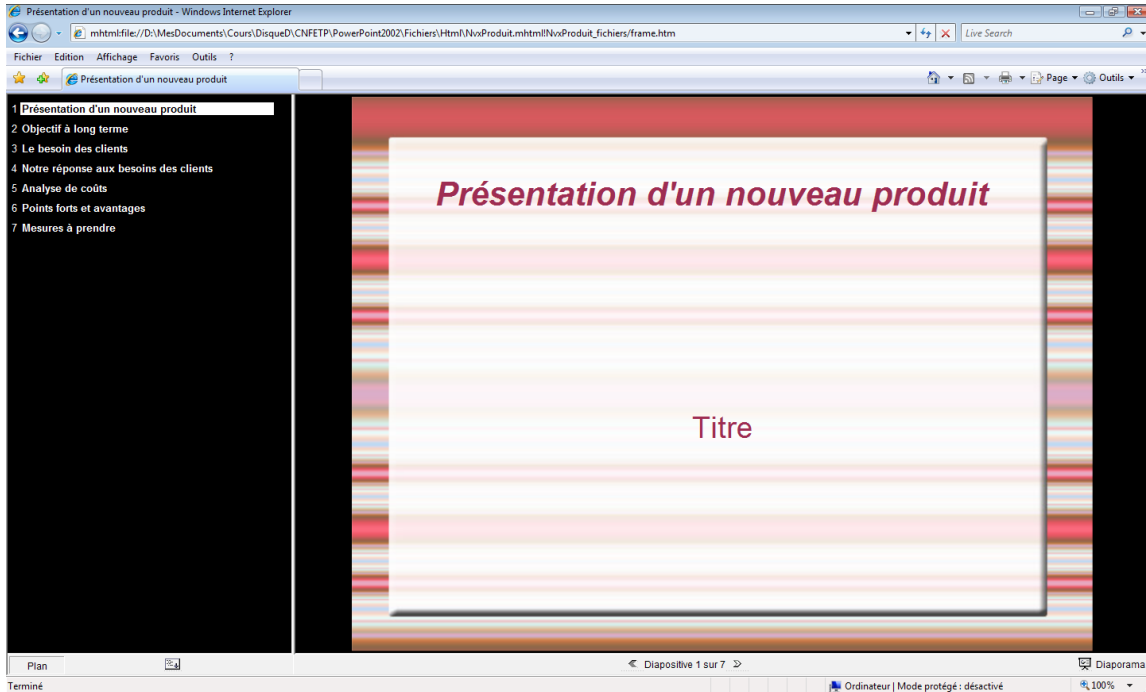 Présentation d'un nouveau produit - Windows Internet Explorer
mhtml:file://D:\MesDocuments\Cours\DisqueD\CNFETP\PowerPoint2002\Fichiers\Html\NvxProduit.mhtml!NvxProduit_fichiers/frame.htm
Live Search
Fichier Edition Affichage Favoris Outils ?
Présentation d'un nouveau produit
Page Outils
1 Présentation d'un nouveau produit
2 Objectif à long terme
3 Le besoin des clients
4 Notre réponse aux besoins des clients
5 Analyse de coûts
6 Points forts et avantages
7 Mesures à prendre
Présentation d'un nouveau produit
Titre
Plan
Diapositive 1 sur 7
Diaporama
Terminé
Ordinateur | Mode protégé : désactivé
100%